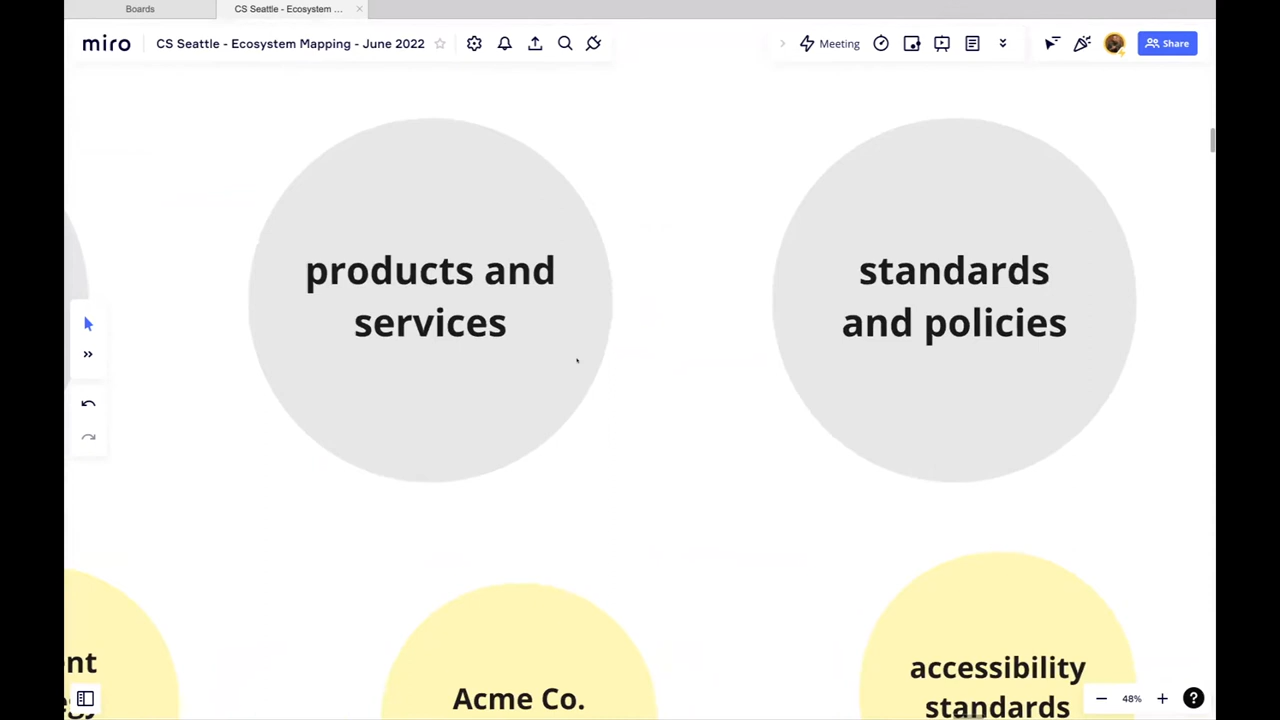 Boards
CS Seattle - Ecosystem ...
miro
CS Seattle - Ecosystem Mapping - June 2022
Meeting
Share
products and
services
standards
and policies
nt
Acme Co.
accessibility
standards
48%